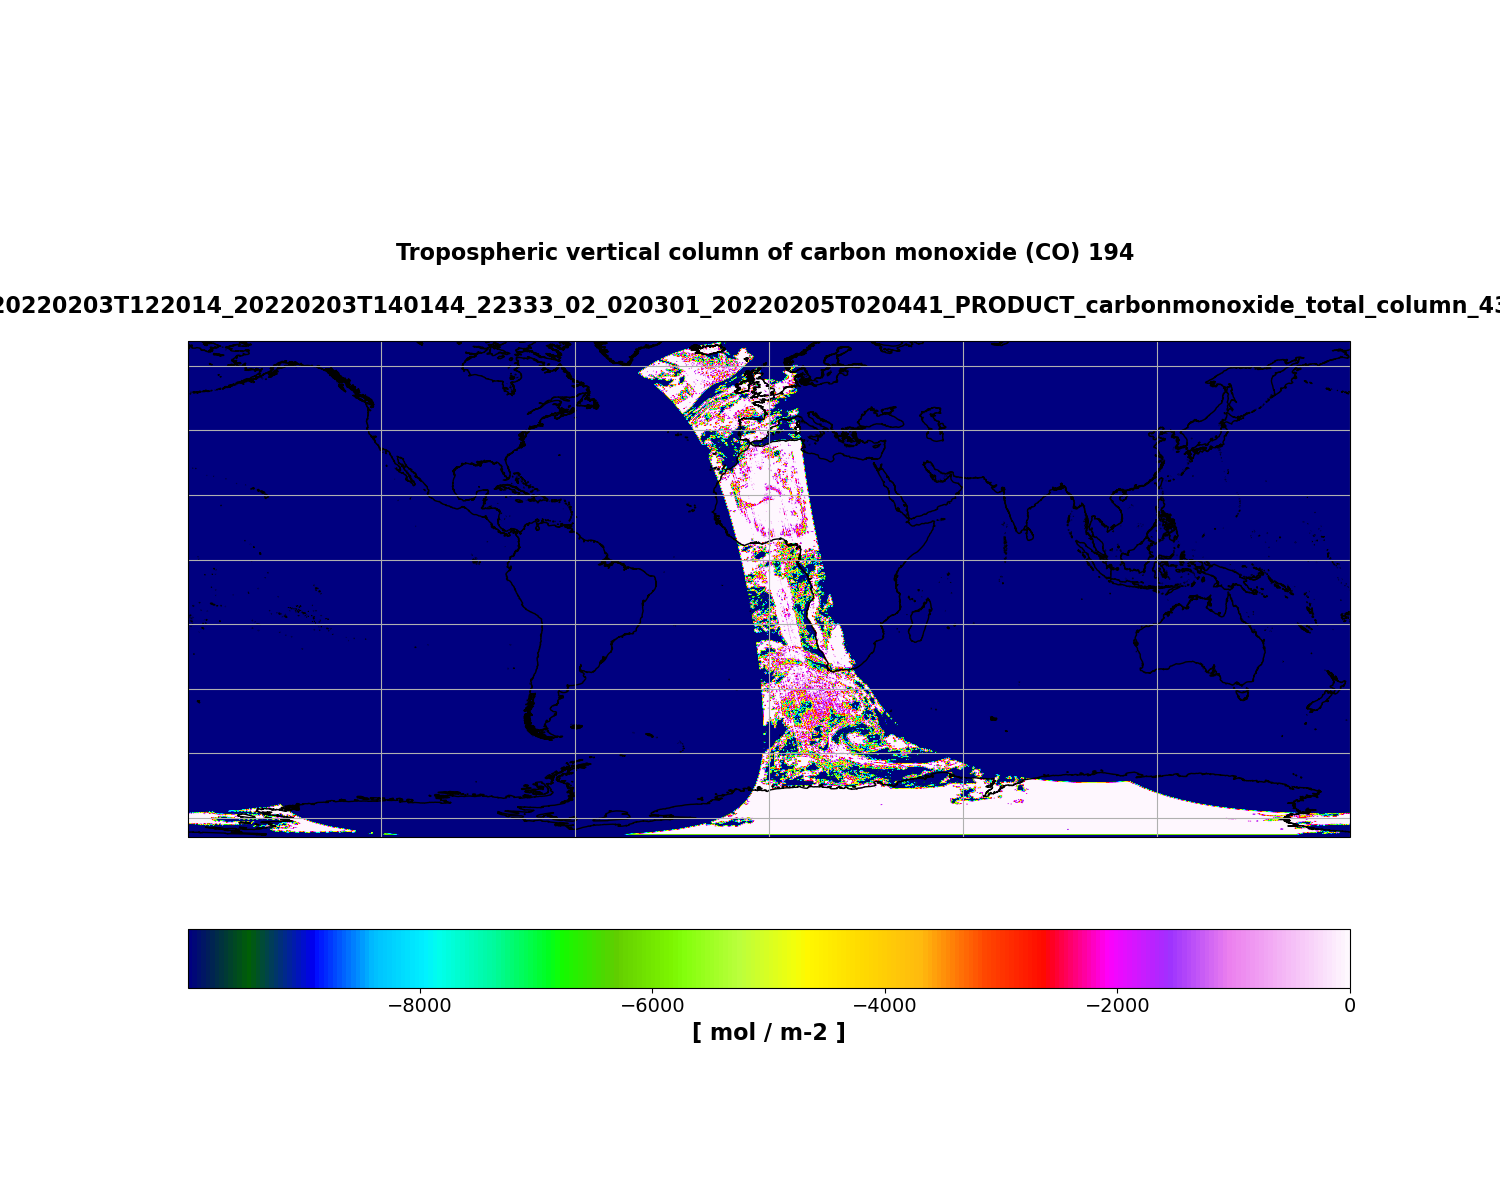 Tropospheric vertical column of carbon monoxide (CO) 194
20220203T122014_20220203T140144_22333_02_020301_20220205T020441_PRODUCT_carbonmonoxide_total_column_43
−8000 −6000 −4000 −2000 0
[ mol / m-2 ]